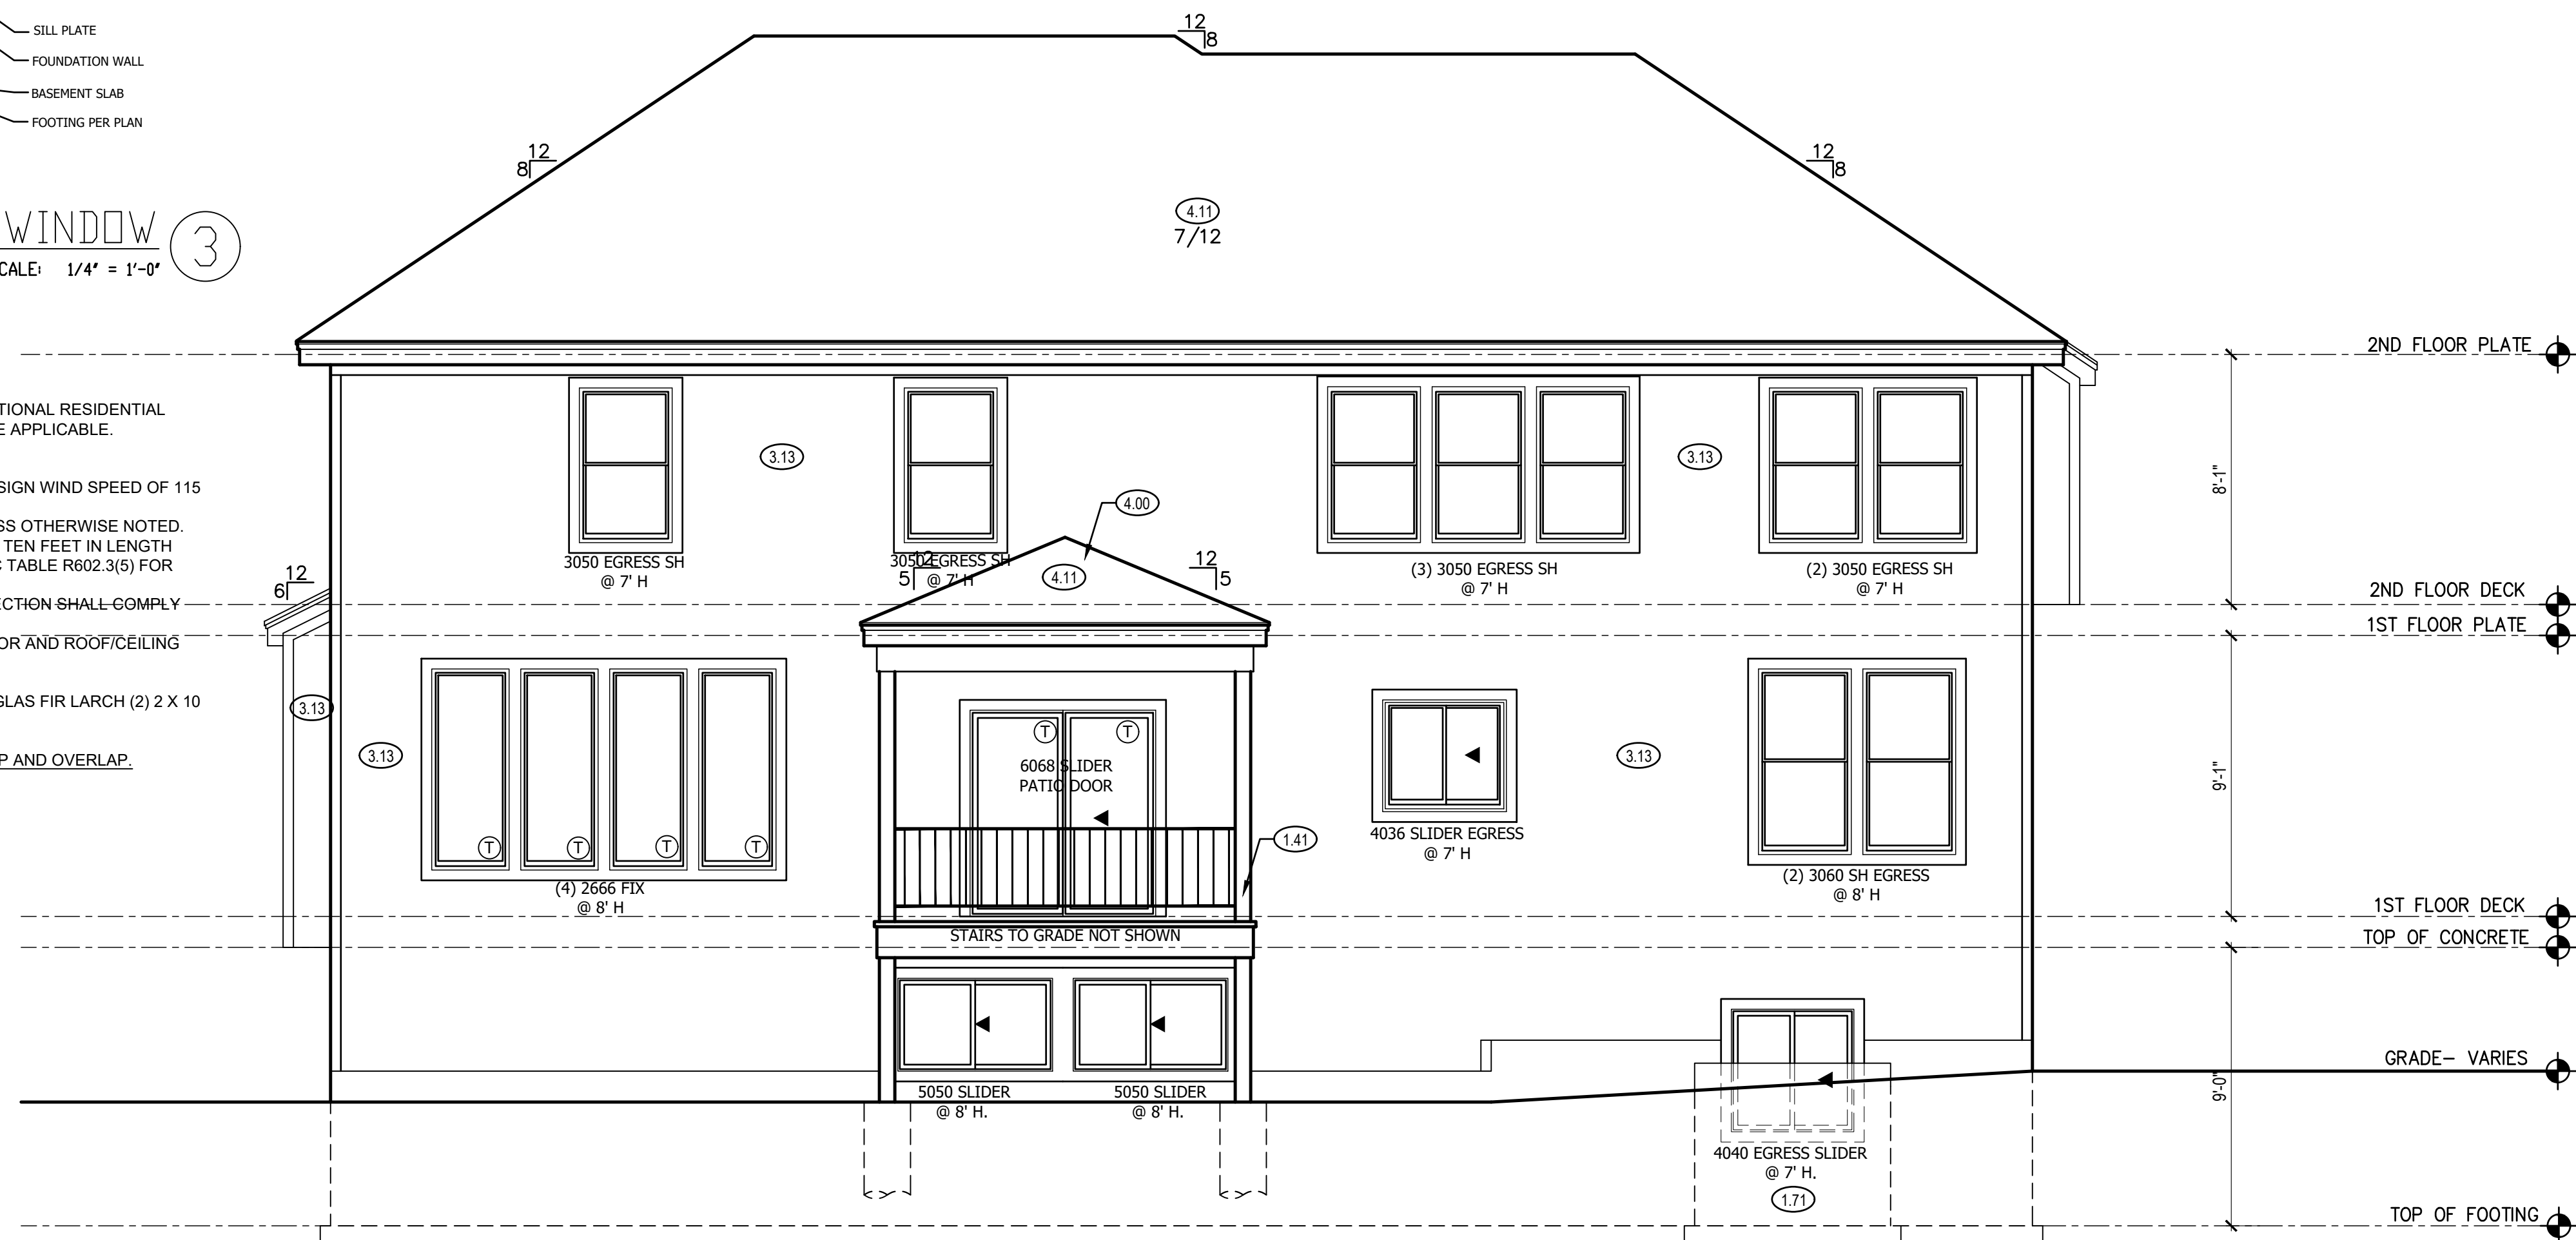 SILL PLATE
FOUNDATION WALL
BASEMENT SLAB
FOOTING PER PLAN
WINDOW
3
CALE: 1/4" = 1'-0"
TIONAL RESIDENTIAL
E APPLICABLE.
SIGN WIND SPEED OF 115
SS OTHERWISE NOTED.
TEN FEET IN LENGTH
C TABLE R602.3(5) FOR
ECTION SHALL COMPLY
OR AND ROOF/CEILING
GLAS FIR LARCH (2) 2 X 10
P AND OVERLAP.
12
8
12
8
12
8
4.11
7/12
2ND FLOOR PLATE
3.13
3.13
4.00
3050 EGRESS SH
@ 7' H
3050 EGRESS SH
@ 7' H
(3) 3050 EGRESS SH
@ 7' H
(2) 3050 EGRESS SH
@ 7' H
8'-1"
12
5
12
5
4.11
12
6
2ND FLOOR DECK
1ST FLOOR PLATE
3.13
3.13
T
T
T
T
(4) 2666 FIX
@ 8' H
T
T
6068 SLIDER
PATIO DOOR
1.41
4036 SLIDER EGRESS
@ 7' H
3.13
(2) 3060 SH EGRESS
@ 8' H
9'-1"
1ST FLOOR DECK
STAIRS TO GRADE NOT SHOWN
TOP OF CONCRETE
5050 SLIDER
@ 8' H.
5050 SLIDER
@ 8' H.
GRADE- VARIES
9'-0"
4040 EGRESS SLIDER
@ 7' H.
1.71
TOP OF FOOTING